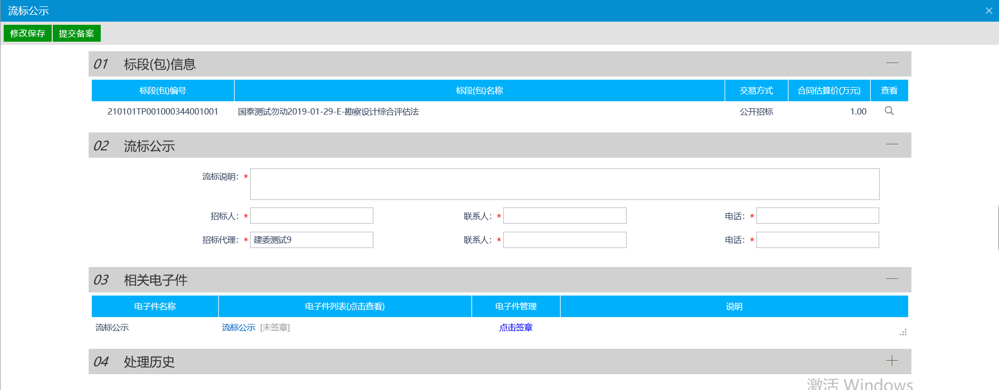 流标公示
修改保存 提交备案
01 标段(包)信息
标段(包)编号 标段(包)名称 交易方式 合同估算价(万元) 查看
210101TP001000344001001 国泰测试勿动2019-01-29-E-勘察设计综合评估法 公开招标 1.00
02 流标公示
流标说明：*
招标人：* 联系人：* 电话：*
招标代理：* 建委测试9 联系人：* 电话：*
03 相关电子件
电子件名称 电子件列表(点击查看) 电子件管理 说明
流标公示 流标公示 [未签章] 点击签章
04 处理历史
激活 Windows